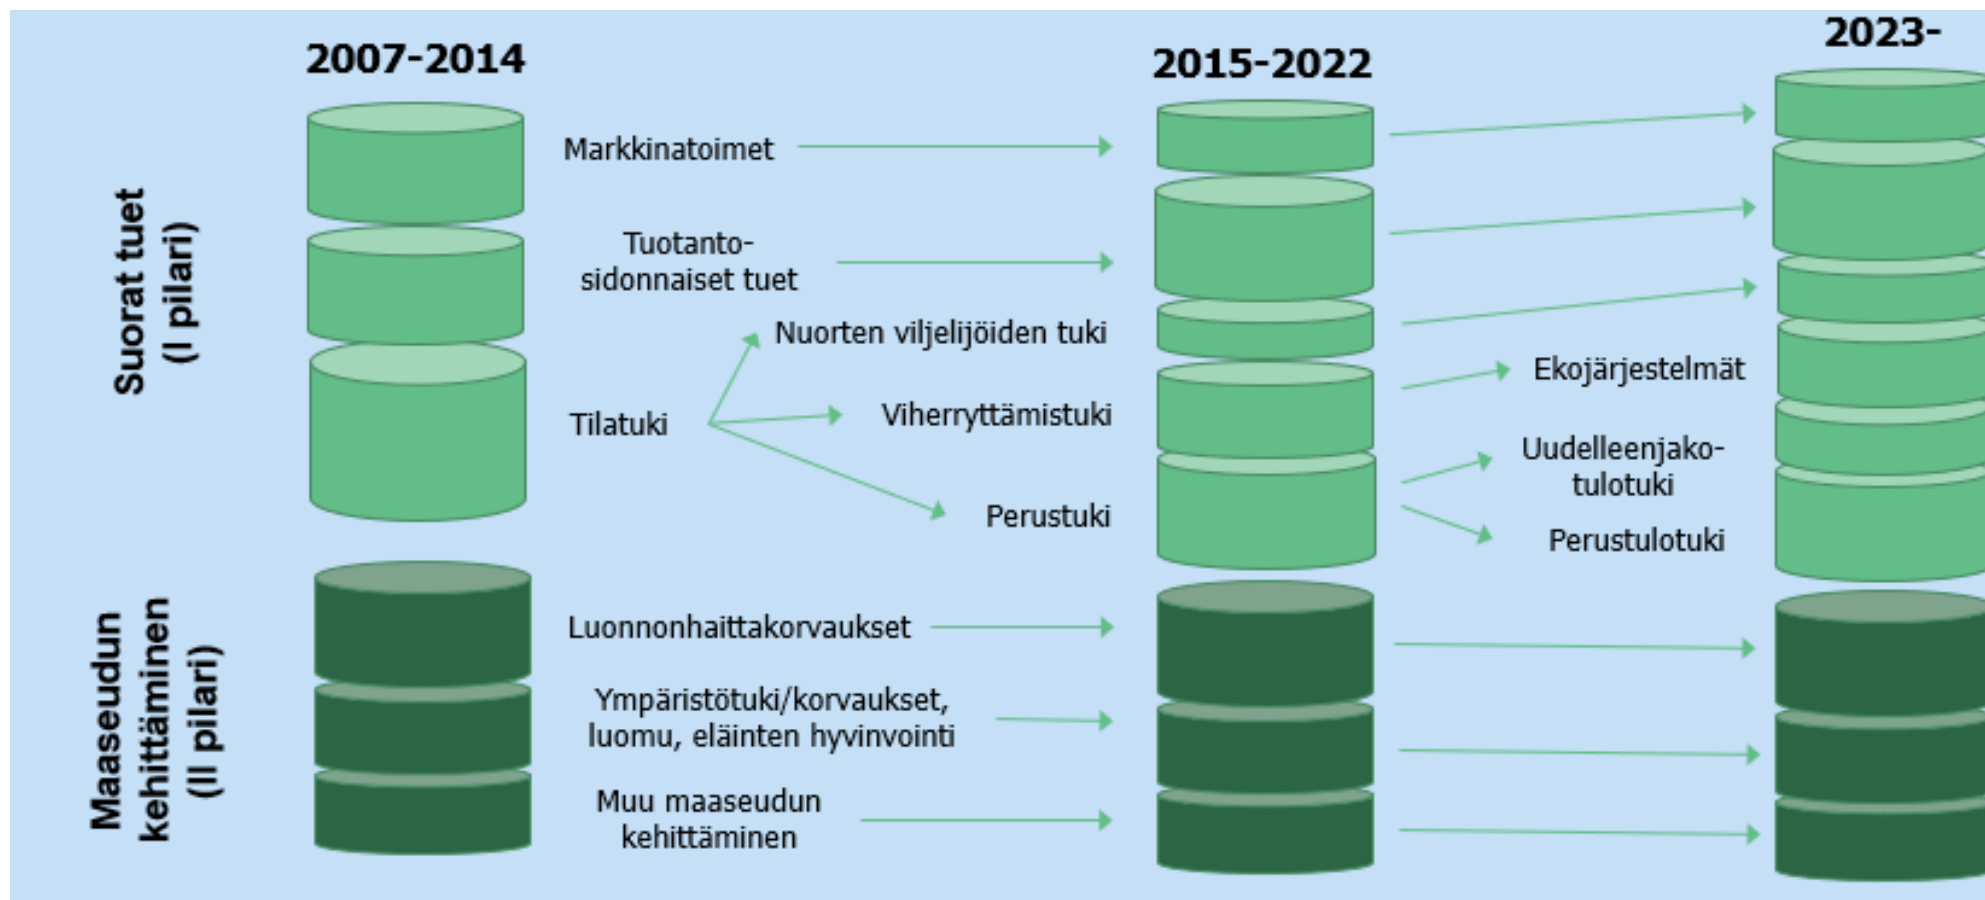 2007-2014
2015-2022
2023-
Suorat tuet
(I pilari)
Markkinatoimet
Tuotanto-
sidonnaiset tuet
Nuorten viljelijöiden tuki
Tilatuki
Viherryttämistuki
Perustuki
Ekojärjestelmät
Uudelleenjako-
tulotuki
Perustulotuki
Maaseudun
kehittäminen
(II pilari)
Luonnonhaittakorvaukset
Ympäristötuki/korvaukset,
luomu, eläinten hyvinvointi
Muu maaseudun
kehittäminen